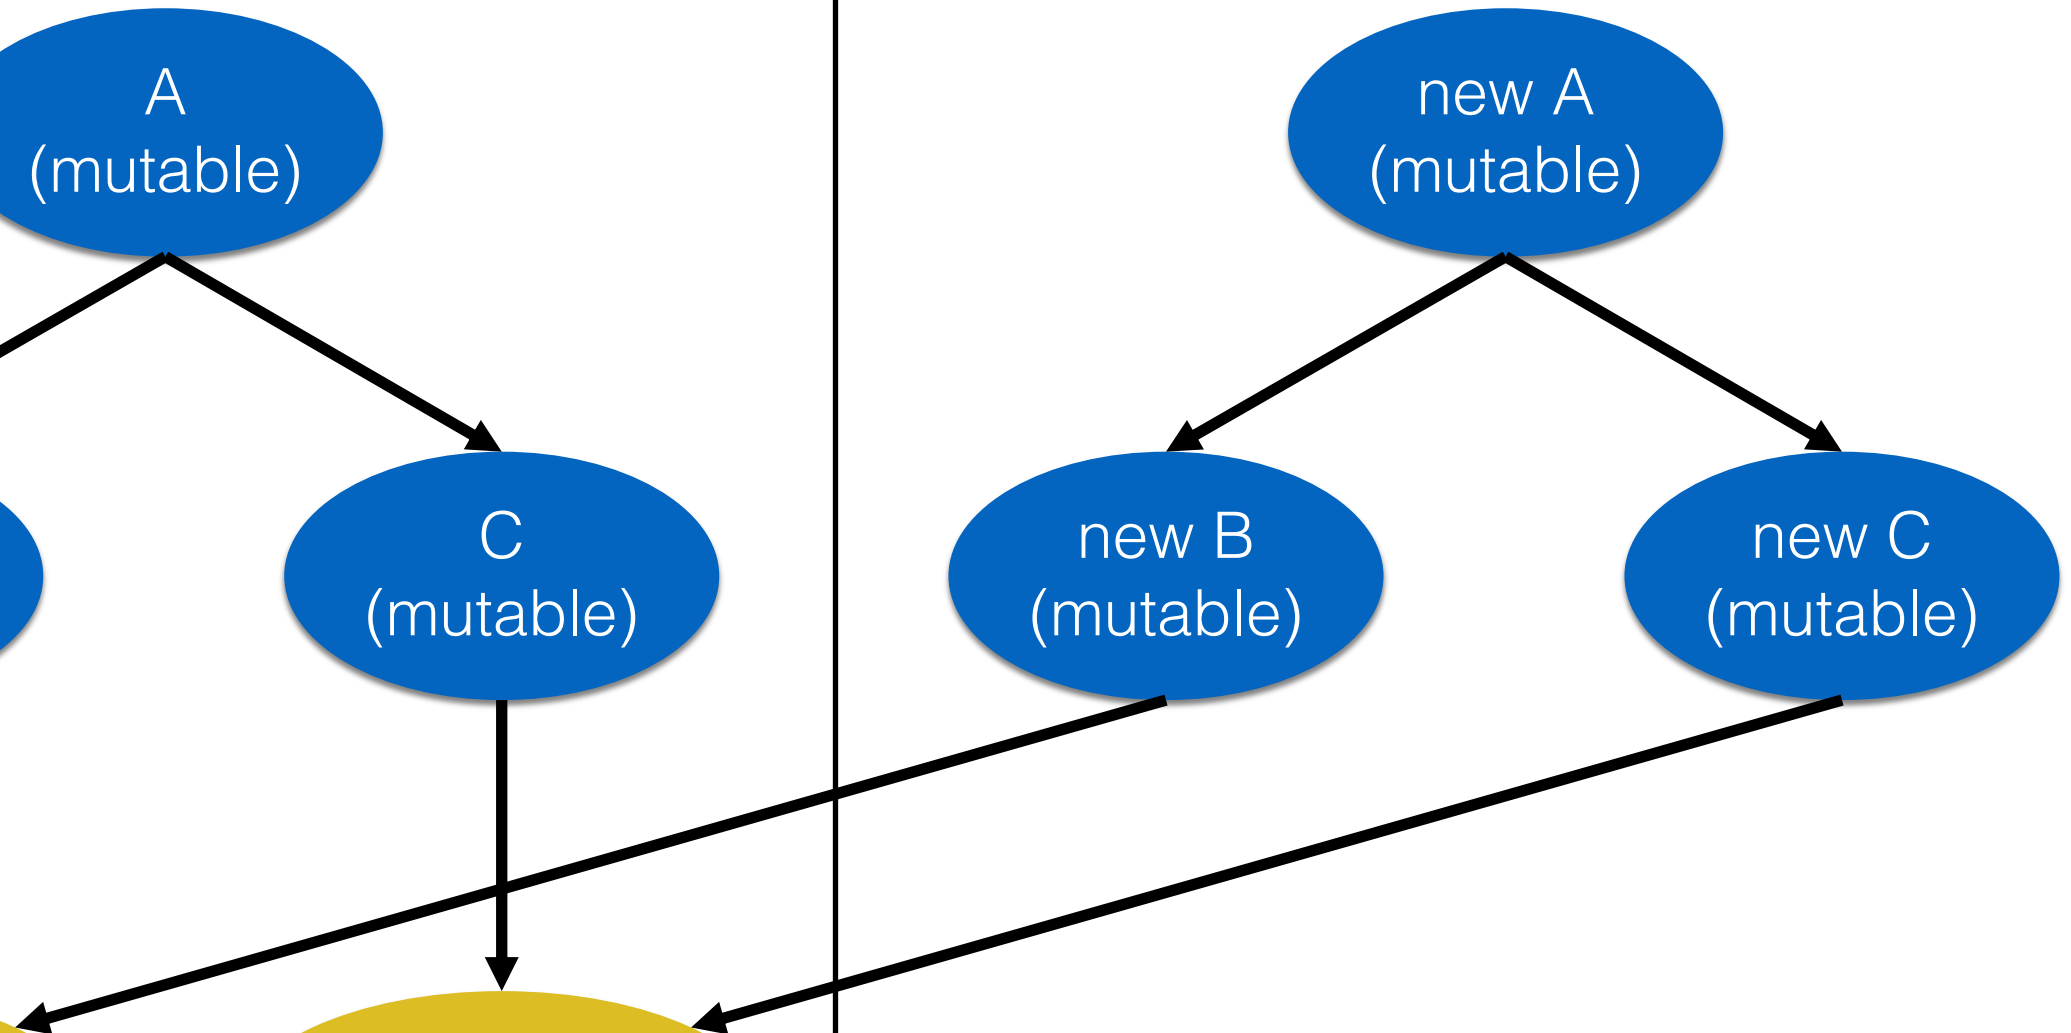 A
(mutable)
new A
(mutable)
C
(mutable)
new B
(mutable)
new C
(mutable)